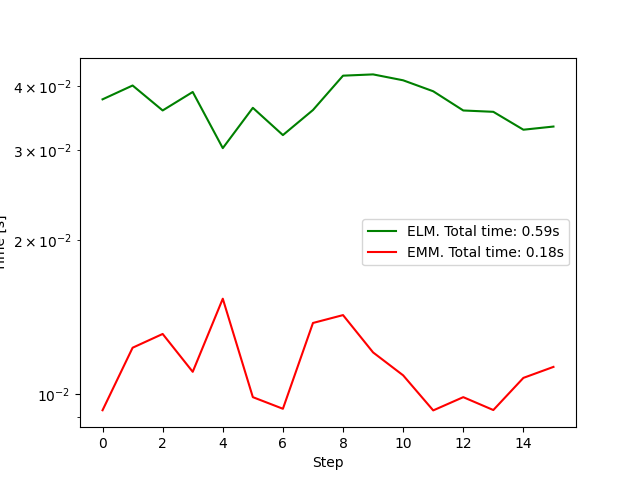 4 × 10⁻²
3 × 10⁻²
2 × 10⁻²
10⁻²
ELM. Total time: 0.59s
EMM. Total time: 0.18s
0 2 4 6 8 10 12 14
Step